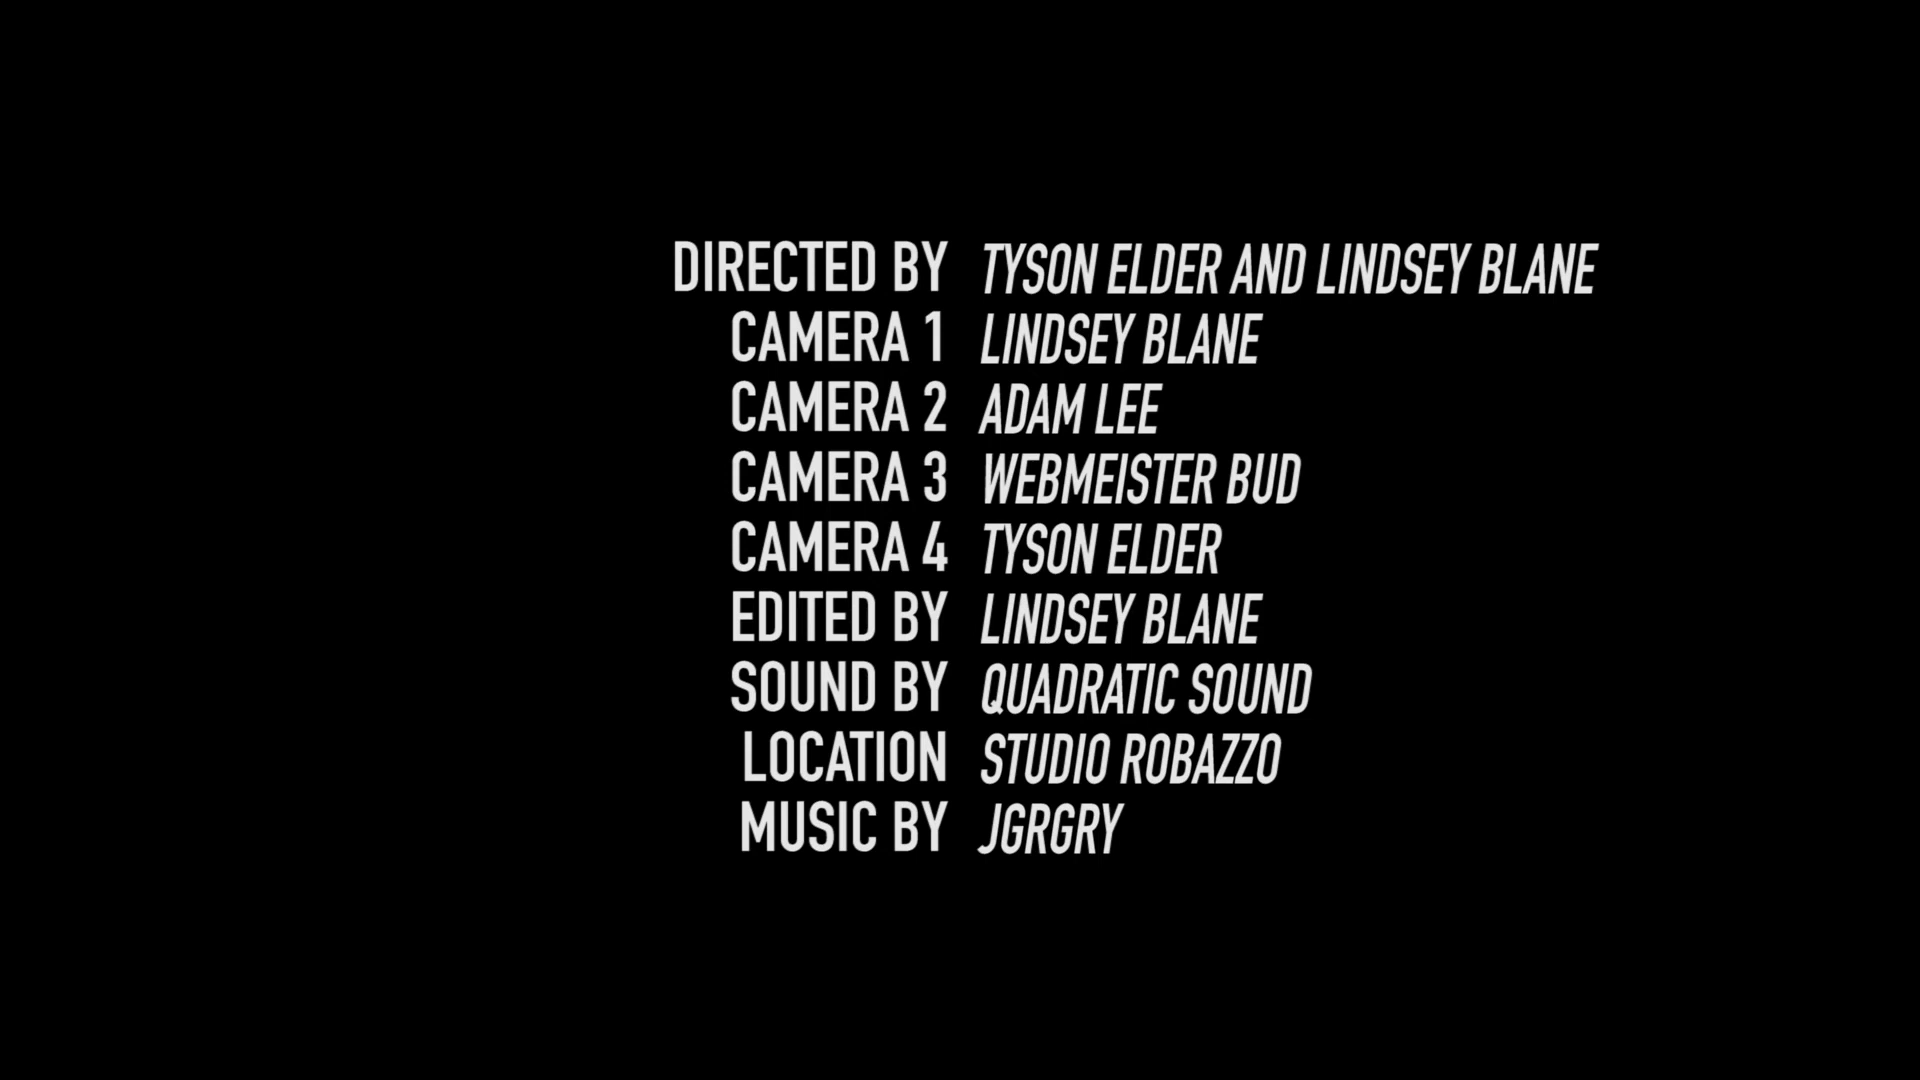 DIRECTED BY TYSON ELDER AND LINDSEY BLANE
CAMERA 1 LINDSEY BLANE
CAMERA 2 ADAM LEE
CAMERA 3 WEBMEISTER BUD
CAMERA 4 TYSON ELDER
EDITED BY LINDSEY BLANE
SOUND BY QUADRATIC SOUND
LOCATION STUDIO ROBAZZO
MUSIC BY JGRGRY